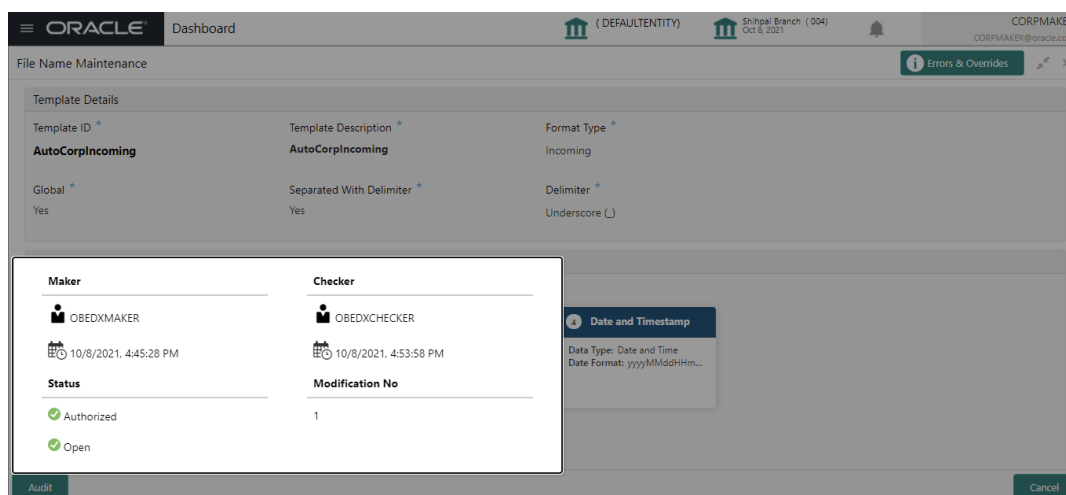 ORACLE
Dashboard
( DEFAULTENTITY)
Shihpai Branch ( 004)
Oct 8, 2021
CORPMAKE
CORPMAKER@oracle.co
File Name Maintenance
Errors & Overrides
Template Details
Template ID *
Template Description *
Format Type *
AutoCorpIncoming
AutoCorpIncoming
Incoming
Global *
Separated With Delimiter *
Delimiter *
Yes
Yes
Underscore (_)
Maker
Checker
OBEDXMAKER
OBEDXCHECKER
10/8/2021, 4:45:28 PM
10/8/2021, 4:53:58 PM
Status
Modification No
Authorized
1
Open
4 Date and Timestamp
Data Type: Date and Time
Date Format: yyyyMMddHHm...
Audit
Cancel